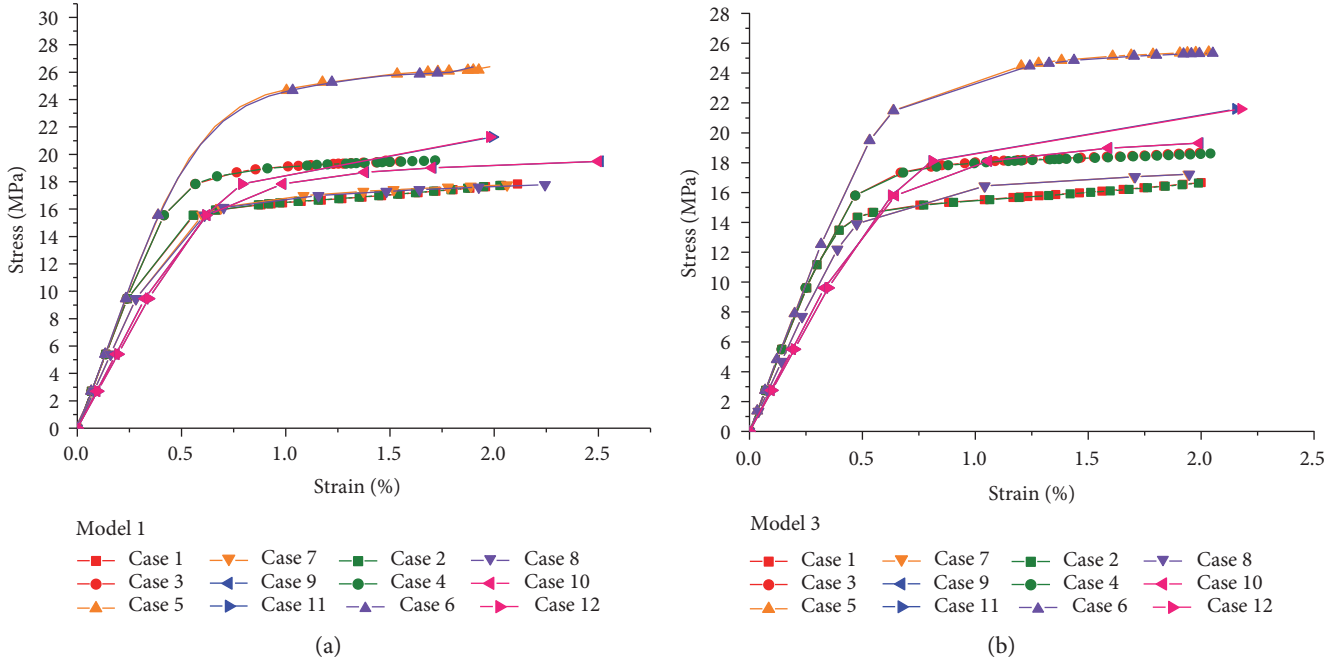 30
28
26
24
22
20
18
16
14
12
10
8
6
4
2
0
Stress (MPa)
0.0 0.5 1.0 1.5 2.0 2.5
Strain (%)
Model 1
Case 1 Case 7 Case 2 Case 8
Case 3 Case 9 Case 4 Case 10
Case 5 Case 11 Case 6 Case 12
(a)
28
26
24
22
20
18
16
14
12
10
8
6
4
2
0
Stress (MPa)
0.0 0.5 1.0 1.5 2.0 2.5
Strain (%)
Model 3
Case 1 Case 7 Case 2 Case 8
Case 3 Case 9 Case 4 Case 10
Case 5 Case 11 Case 6 Case 12
(b)